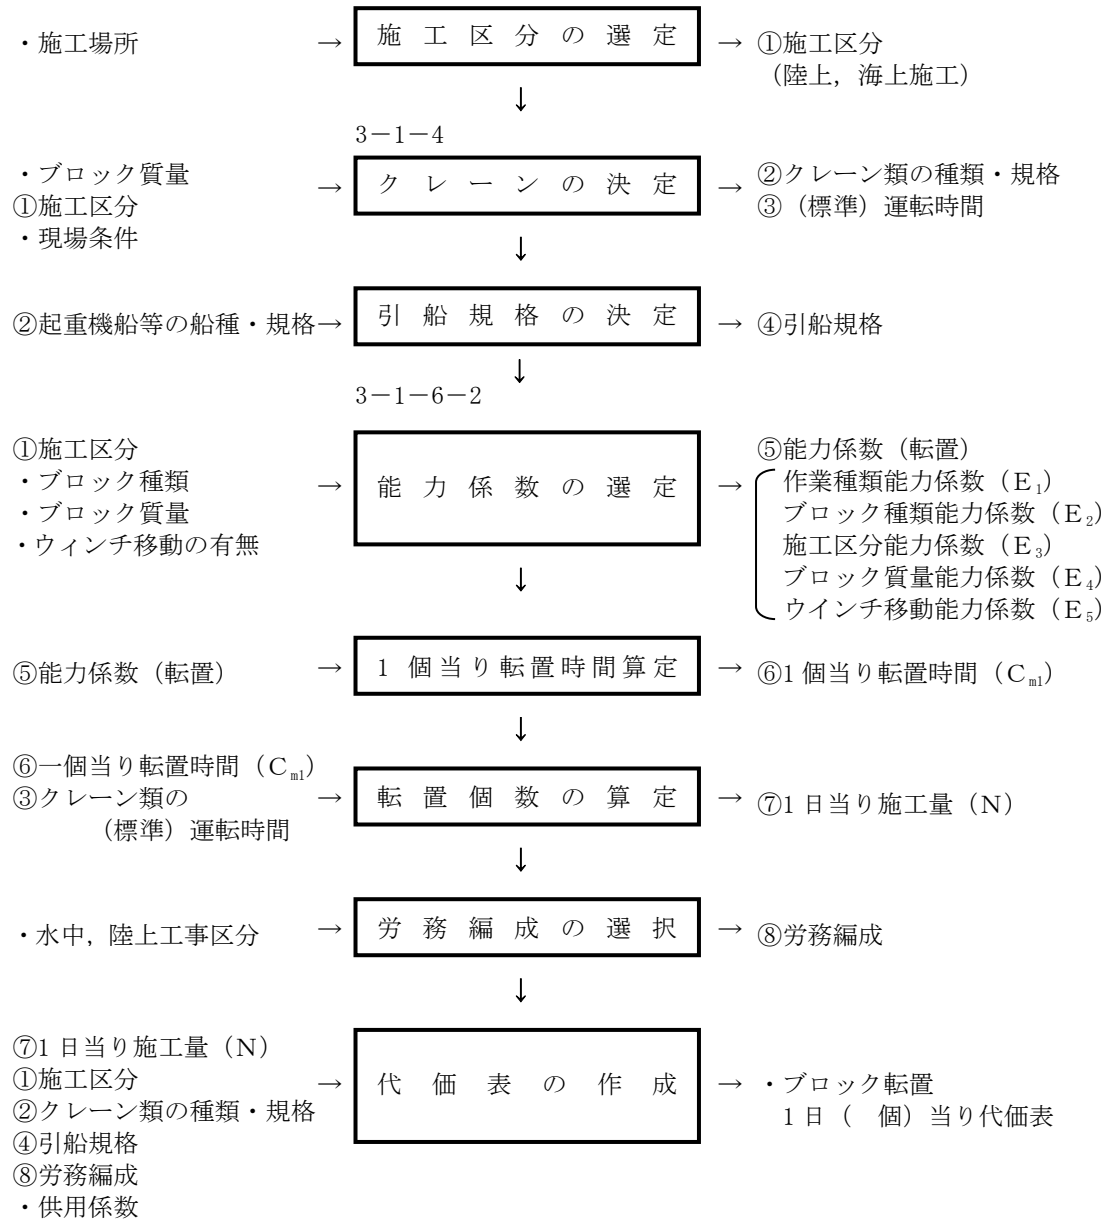 ・施工場所 → 施工区分の選定 → ①施工区分
(陸上，海上施工)
↓
3－1－4
・ブロック質量
①施工区分 → クレーンの決定 → ②クレーン類の種類・規格
・現場条件 ③（標準）運転時間
↓
②起重機船等の船種・規格→ 引船規格の決定 → ④引船規格
↓
3－1－6－2
①施工区分
・ブロック種類
・ブロック質量
・ウィンチ移動の有無
→ 能力係数の選定 →
⑤能力係数（転置）
作業種類能力係数（E₁）
ブロック種類能力係数（E₂）
施工区分能力係数（E₃）
ブロック質量能力係数（E₄）
ウインチ移動能力係数（E₅）
↓
⑤能力係数（転置） → 1個当り転置時間算定 → ⑥1個当り転置時間（Cm1）
↓
⑥一個当り転置時間（Cm1）
③クレーン類の
（標準）運転時間
→ 転置個数の算定 → ⑦1日当り施工量（N）
↓
・水中，陸上工事区分 → 労務編成の選択 → ⑧労務編成
↓
⑦1日当り施工量（N）
①施工区分
②クレーン類の種類・規格
④引船規格
⑧労務編成
・供用係数
→ 代価表の作成 →
・ブロック転置
1日（　個）当り代価表